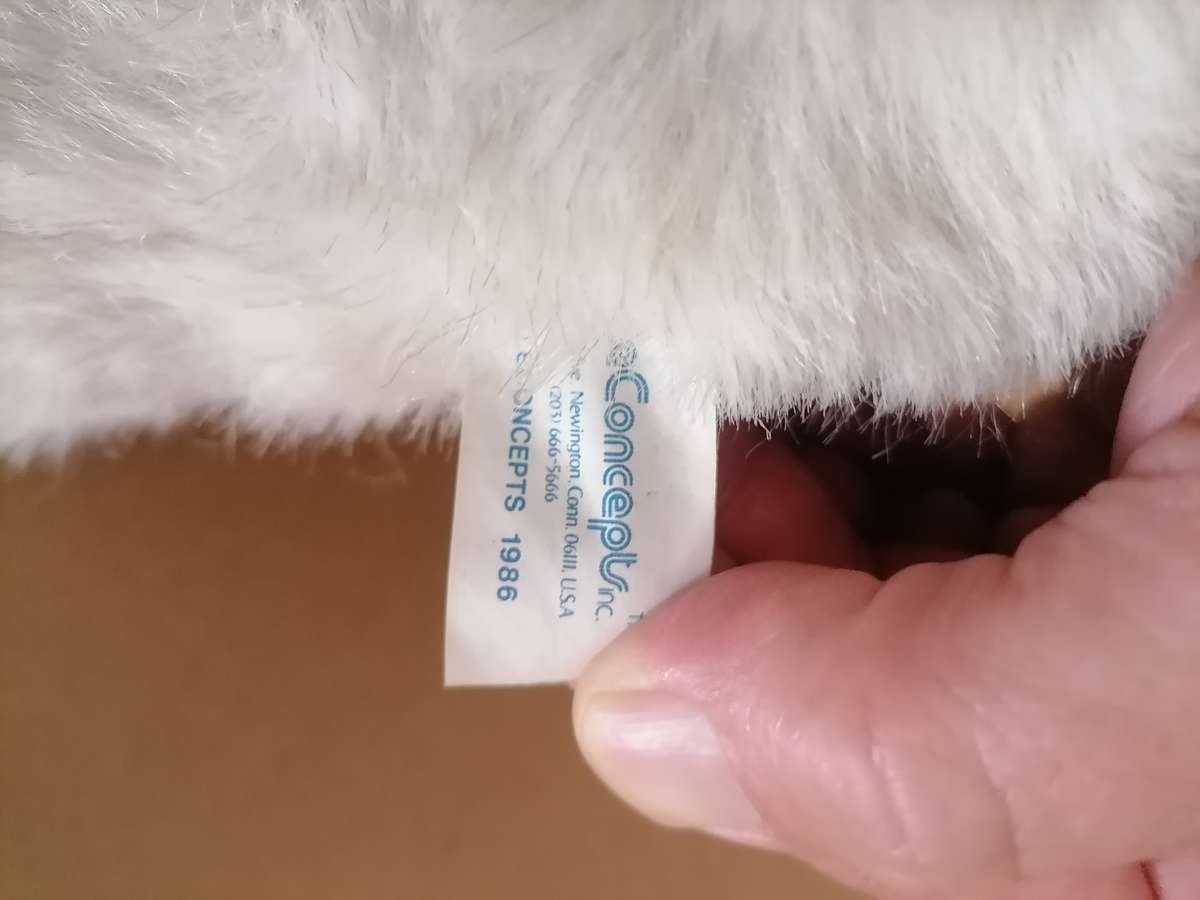 Concepts INC.
Newington, Conn. 06111, U.S.A
(203) 666-5666
CONCEPTS 1986